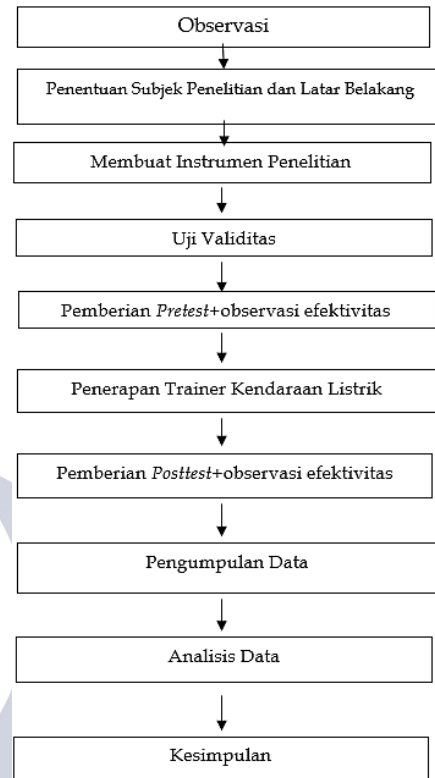 Observasi
Penentuan Subjek Penelitian dan Latar Belakang
Membuat Instrumen Penelitian
Uji Validitas
Pemberian Pretest+observasi efektivitas
Penerapan Trainer Kendaraan Listrik
Pemberian Posttest+observasi efektivitas
Pengumpulan Data
Analisis Data
Kesimpulan